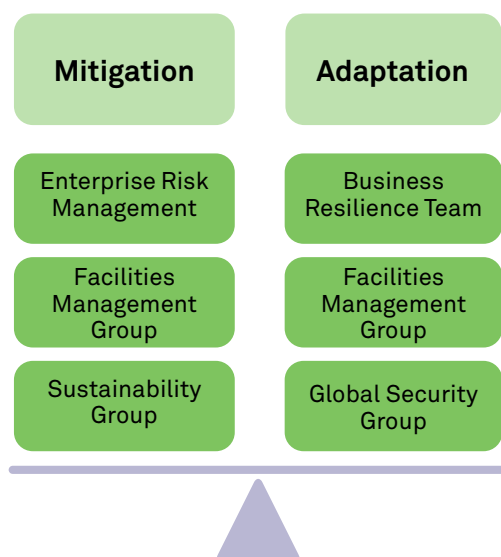 Mitigation
Adaptation
Enterprise Risk
Management
Business
Resilience Team
Facilities
Management
Group
Facilities
Management
Group
Sustainability
Group
Global Security
Group